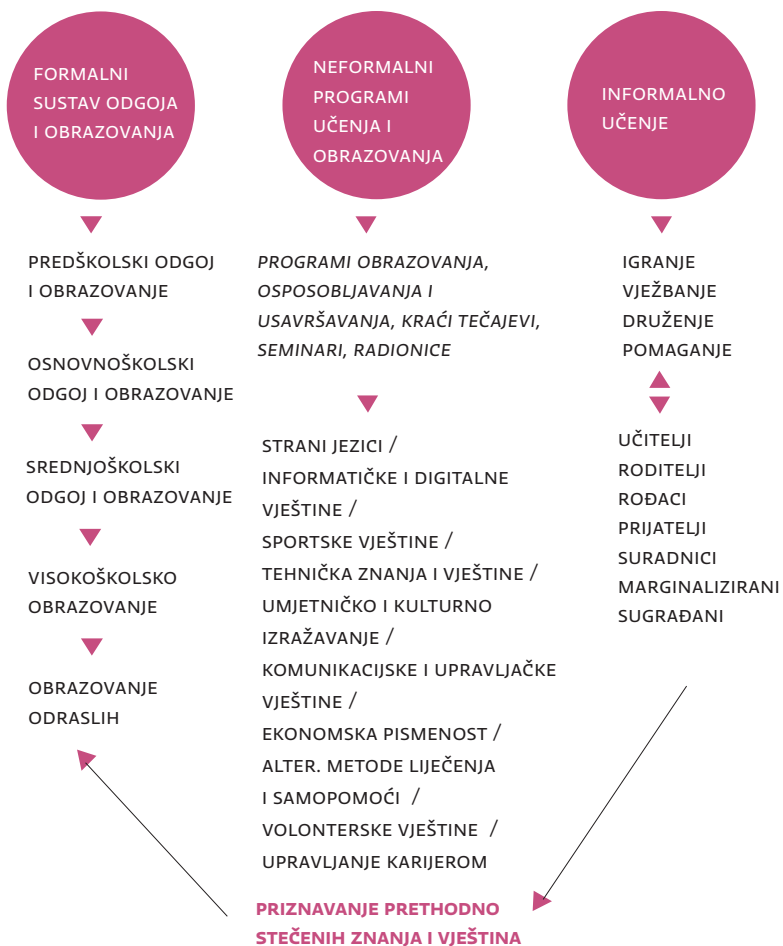 FORMALNI
SUSTAV ODGOJA
I OBRAZOVANJA
PREDŠKOLSKI ODGOJ
I OBRAZOVANJE
OSNOVNOŠKOLSKI
ODGOJ I OBRAZOVANJE
SREDNJOŠKOLSKI
ODGOJ I OBRAZOVANJE
VISOKOŠKOLSKO
OBRAZOVANJE
OBRAZOVANJE
ODRASLIH
NEFORMALNI
PROGRAMI
UČENJA I
OBRAZOVANJA
PROGRAMI OBRAZOVANJA,
OSPOSOBLJAVANJA I
USAVRŠAVANJA, KRAĆI TEČAJEVI,
SEMINARI, RADIONICE
STRANI JEZICI /
INFORMATIČKE I DIGITALNE
VJEŠTINE /
SPORTSKE VJEŠTINE /
TEHNIČKA ZNANJA I VJEŠTINE /
UMJETNIČKO I KULTURNO
IZRAŽAVANJE /
KOMUNIKACIJSKE I UPRAVLJAČKE
VJEŠTINE /
EKONOMSKA PISMENOST /
ALTER. METODE LIJEČENJA
I SAMOPOMOĆI /
VOLONTERSKE VJEŠTINE /
UPRAVLJANJE KARIJEROM
INFORMALNO
UČENJE
IGRANJE
VJEŽBANJE
DRUŽENJE
POMAGANJE
UČITELJI
RODITELJI
ROĐACI
PRIJATELJI
SURADNICI
MARGINALIZIRANI
SUGRAĐANI
PRIZNAVANJE PRETHODNO
STEČENIH ZNANJA I VJEŠTINA